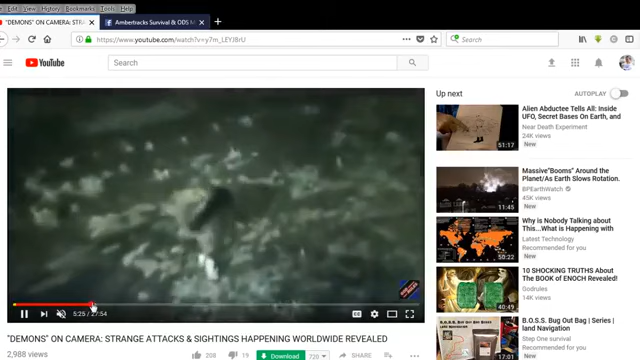 Edit View History Bookmarks Tools Help
"DEMONS" ON CAMERA: STRA
Ambertracks Survival & ODS M
https://www.youtube.com/watch?v=y7m_LEYJ8rU
Search
YouTube
Search
Up next
AUTOPLAY
Alien Abductee Tells All: Inside
UFO, Secret Bases On Earth, and
Near Death Experiment
24K views
New
51:17
Massive"Booms" Around the
Planet/As Earth Slows Rotation.
BPEarthWatch
45K views
New
11:45
Why is Nobody Talking about
This...What is Happening with
Latest Technology
Recommended for you
New
50:22
10 SHOCKING TRUTHS About
The BOOK of ENOCH Revealed!
Godrules
14K views
40:49
B.O.S.S. Bug Out Bag | Series |
land Navigation
Step One survival
Recommended for you
New
17:01
5:25 / 27:54
"DEMONS" ON CAMERA: STRANGE ATTACKS & SIGHTINGS HAPPENING WORLDWIDE REVEALED
2,988 views
208
19
Download
720